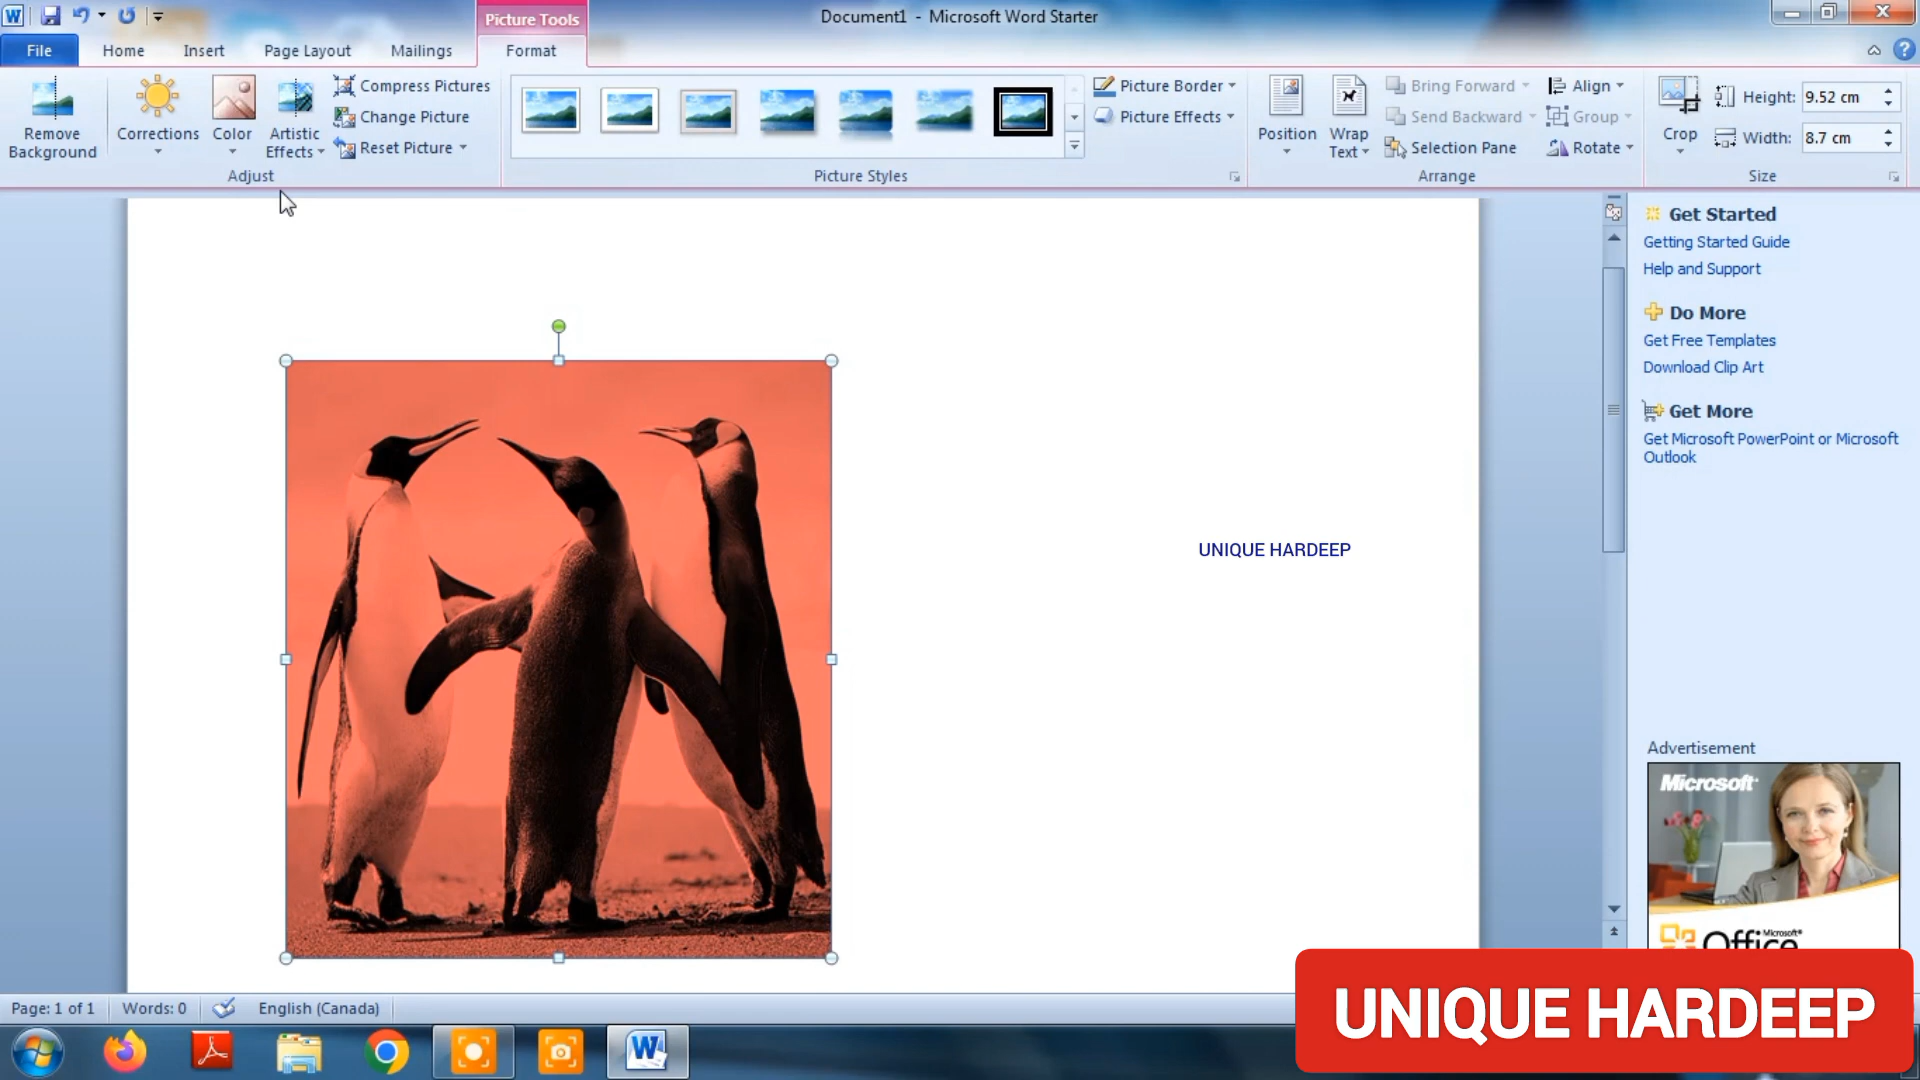 Picture Tools
Document1 - Microsoft Word Starter
File
Home
Insert
Page Layout
Mailings
Format
Remove
Background
Corrections
Color
Artistic
Effects
Compress Pictures
Change Picture
Reset Picture
Adjust
Picture Styles
Picture Border
Picture Effects
Position
Wrap
Text
Bring Forward
Send Backward
Selection Pane
Align
Group
Rotate
Arrange
Crop
Height: 9.52 cm
Width: 8.7 cm
Size
Get Started
Getting Started Guide
Help and Support
Do More
Get Free Templates
Download Clip Art
Get More
Get Microsoft PowerPoint or Microsoft
Outlook
UNIQUE HARDEEP
Advertisement
Microsoft
Microsoft
Office
Page: 1 of 1
Words: 0
English (Canada)
UNIQUE HARDEEP